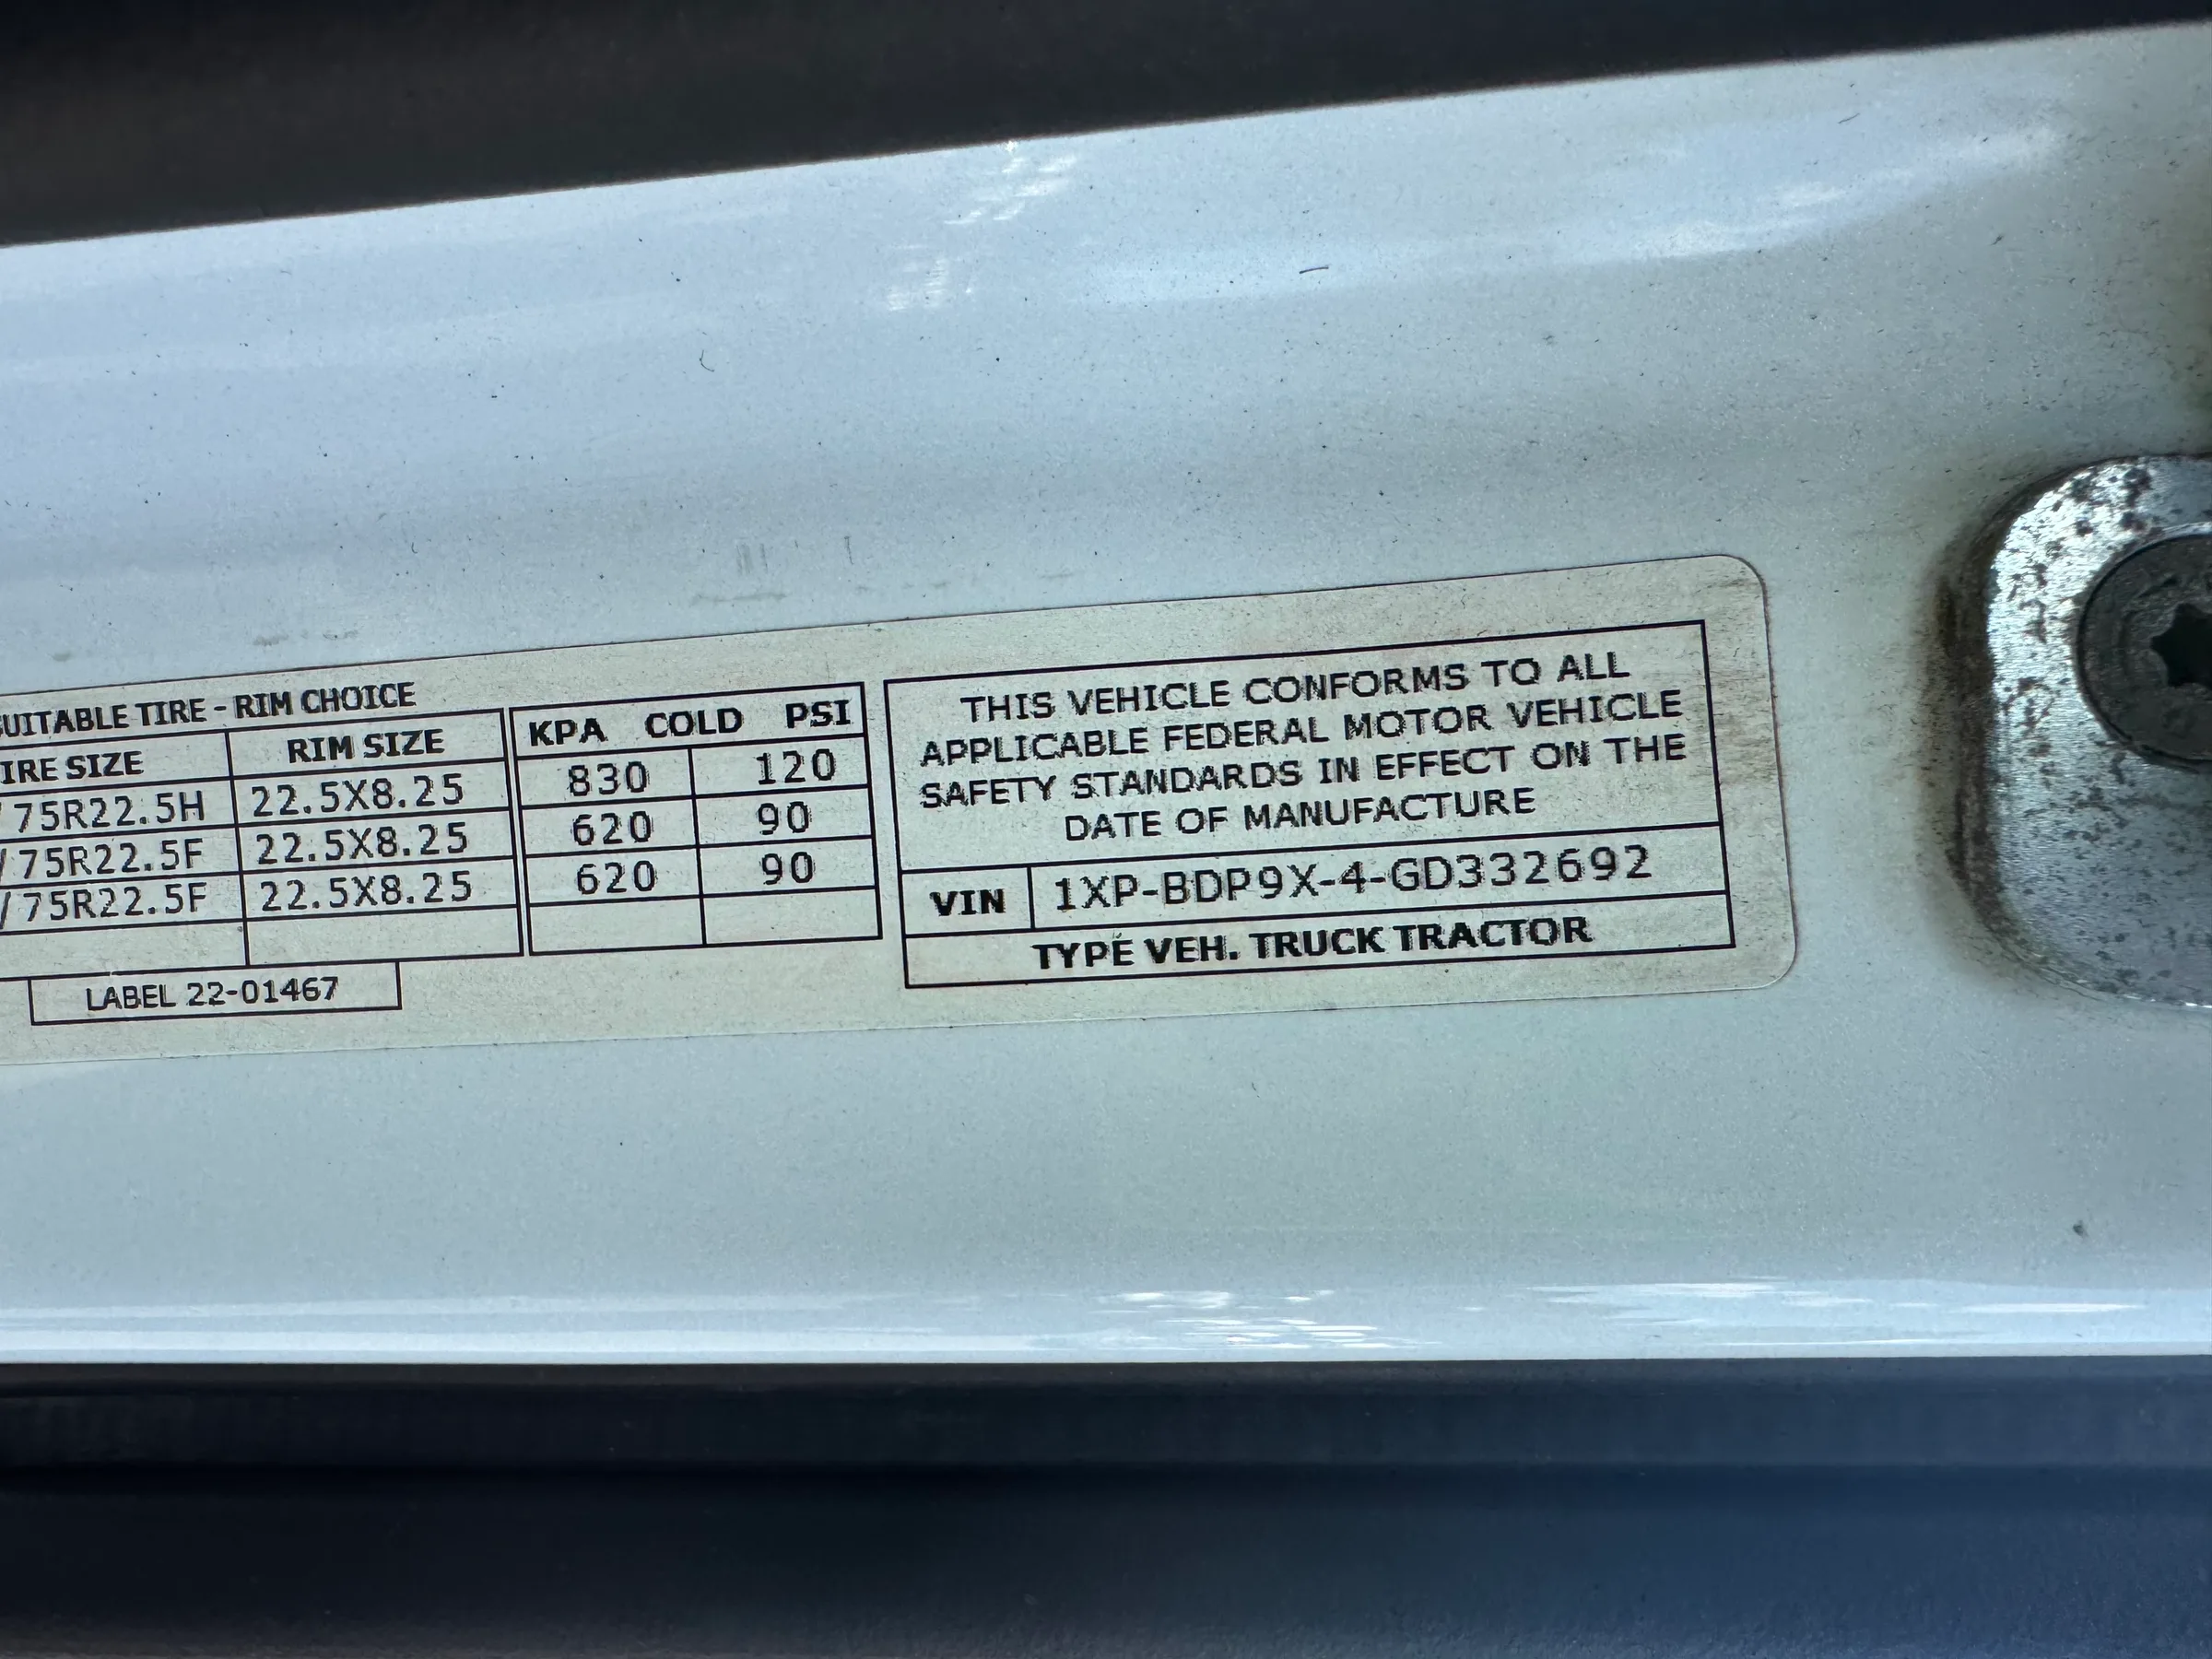 UITABLE TIRE - RIM CHOICE
IRE SIZE RIM SIZE KPA COLD PSI
/75R22.5H 22.5X8.25 830 120
/75R22.5F 22.5X8.25 620 90
/75R22.5F 22.5X8.25 620 90
LABEL 22-01467
THIS VEHICLE CONFORMS TO ALL
APPLICABLE FEDERAL MOTOR VEHICLE
SAFETY STANDARDS IN EFFECT ON THE
DATE OF MANUFACTURE
VIN 1XP-BDP9X-4-GD332692
TYPE VEH. TRUCK TRACTOR